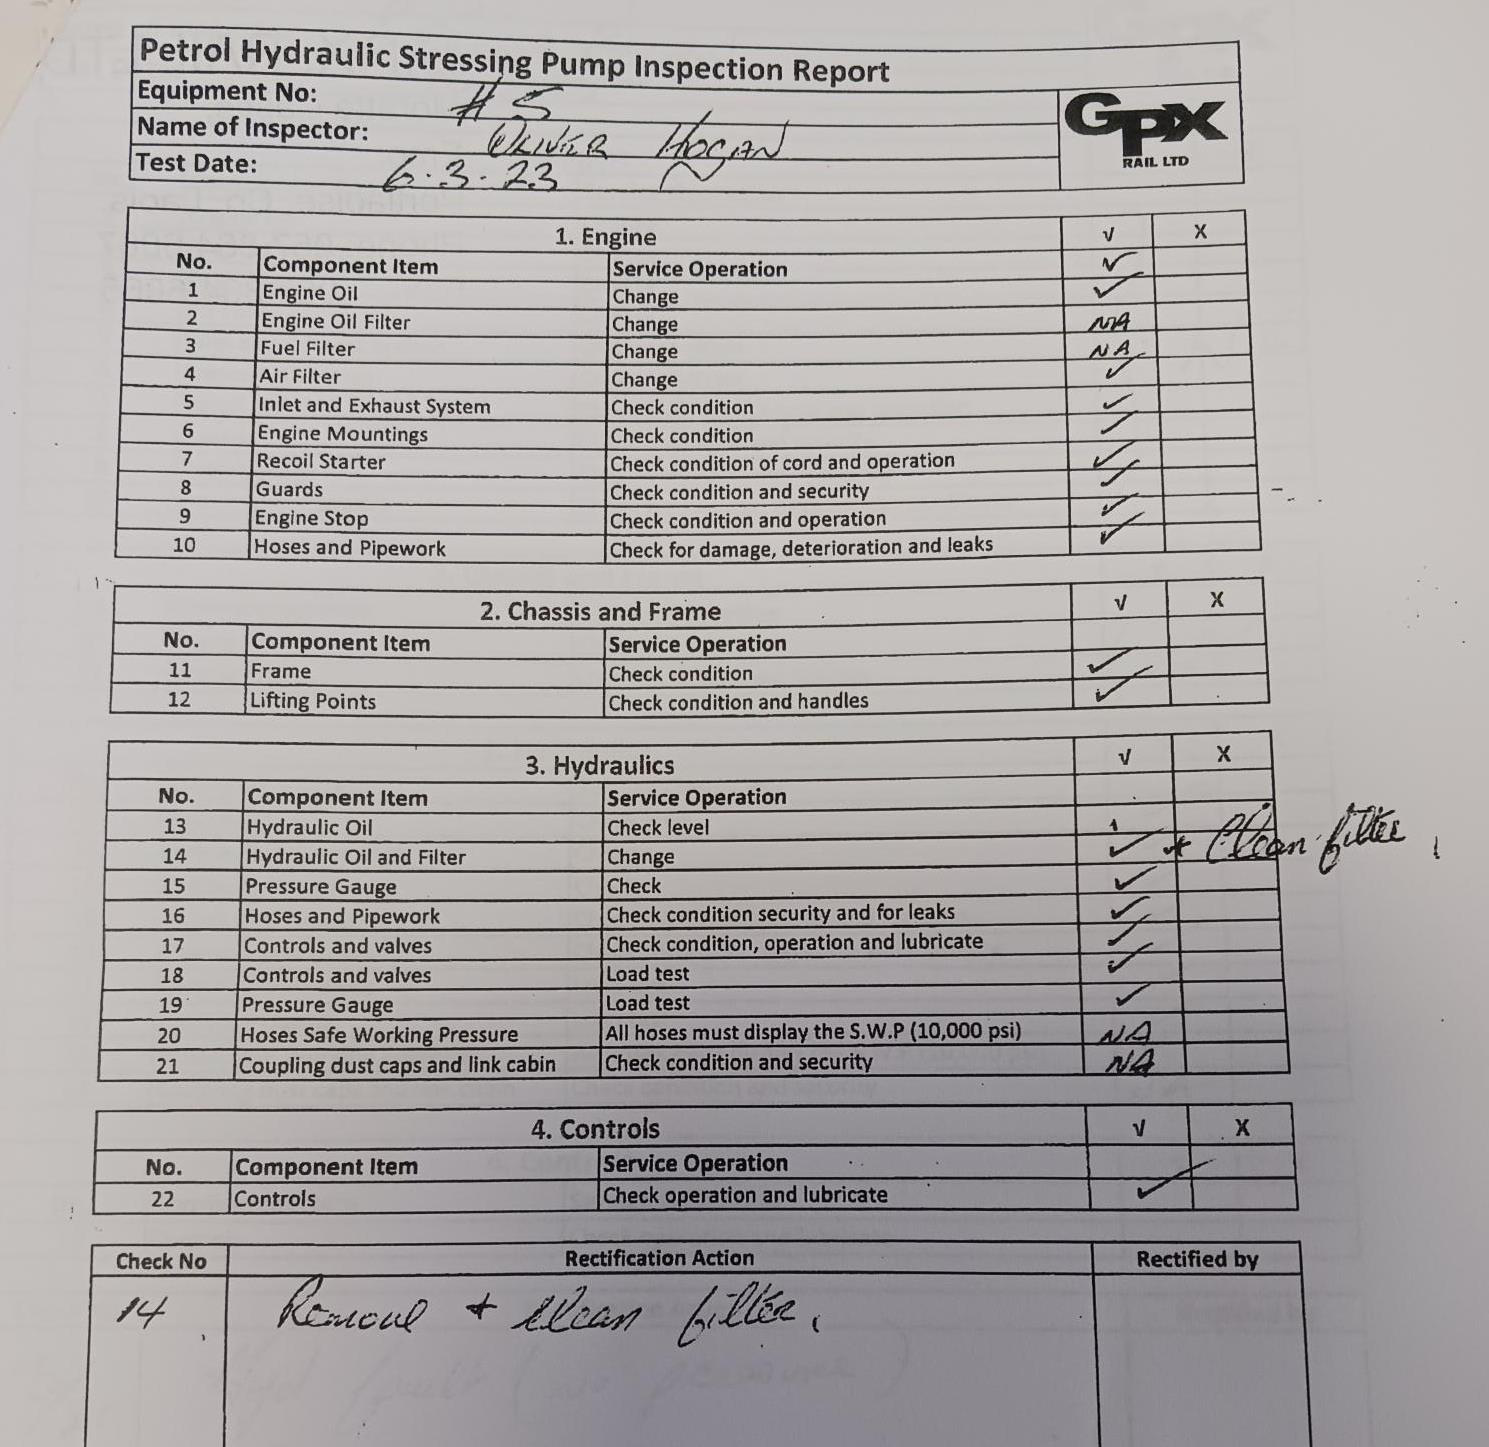 Petrol Hydraulic Stressing Pump Inspection Report
Equipment No: # 5
Name of Inspector: OLIVER HOGAN
Test Date: 6.3.23
GPX
RAIL LTD
1. Engine √ X
No. Component Item Service Operation ✓
1 Engine Oil Change ✓
2 Engine Oil Filter Change NA
3 Fuel Filter Change NA
4 Air Filter Change ✓
5 Inlet and Exhaust System Check condition ✓
6 Engine Mountings Check condition ✓
7 Recoil Starter Check condition of cord and operation ✓
8 Guards Check condition and security ✓
9 Engine Stop Check condition and operation ✓
10 Hoses and Pipework Check for damage, deterioration and leaks ✓
2. Chassis and Frame √ X
No. Component Item Service Operation
11 Frame Check condition ✓
12 Lifting Points Check condition and handles ✓
3. Hydraulics √ X
No. Component Item Service Operation
13 Hydraulic Oil Check level
14 Hydraulic Oil and Filter Change ✓ * Clean filter.
15 Pressure Gauge Check ✓
16 Hoses and Pipework Check condition security and for leaks ✓
17 Controls and valves Check condition, operation and lubricate ✓
18 Controls and valves Load test ✓
19 Pressure Gauge Load test ✓
20 Hoses Safe Working Pressure All hoses must display the S.W.P (10,000 psi) NA
21 Coupling dust caps and link cabin Check condition and security NA
4. Controls √ X
No. Component Item Service Operation
22 Controls Check operation and lubricate ✓
Check No Rectification Action Rectified by
14 Remove + clean filter.